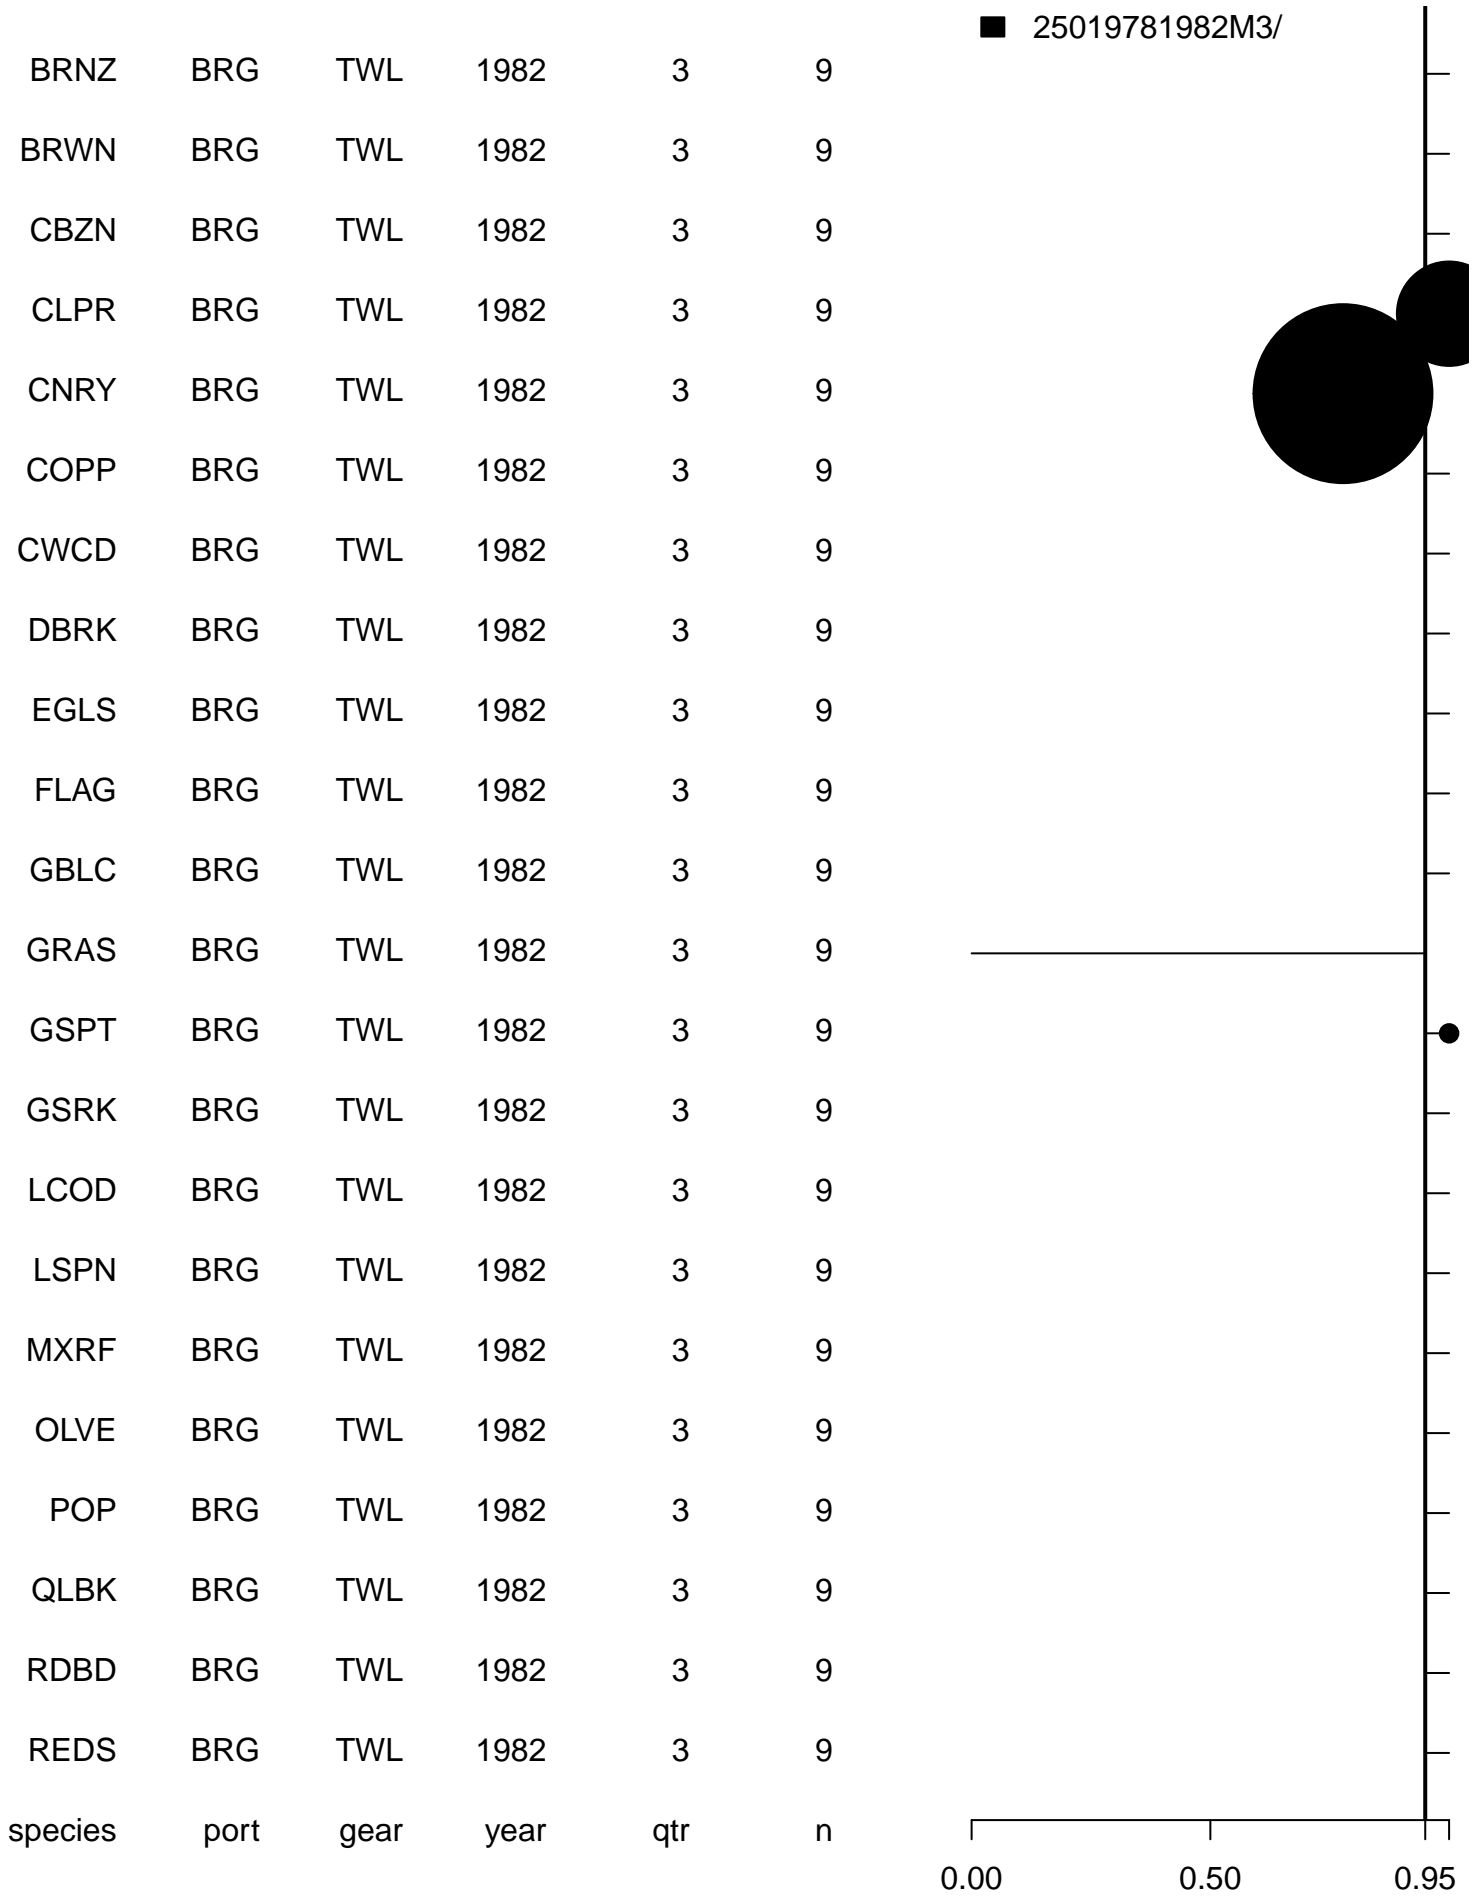 25019781982M3/
BRNZ BRG TWL 1982 3 9
BRWN BRG TWL 1982 3 9
CBZN BRG TWL 1982 3 9
CLPR BRG TWL 1982 3 9
CNRY BRG TWL 1982 3 9
COPP BRG TWL 1982 3 9
CWCD BRG TWL 1982 3 9
DBRK BRG TWL 1982 3 9
EGLS BRG TWL 1982 3 9
FLAG BRG TWL 1982 3 9
GBLC BRG TWL 1982 3 9
GRAS BRG TWL 1982 3 9
GSPT BRG TWL 1982 3 9
GSRK BRG TWL 1982 3 9
LCOD BRG TWL 1982 3 9
LSPN BRG TWL 1982 3 9
MXRF BRG TWL 1982 3 9
OLVE BRG TWL 1982 3 9
POP BRG TWL 1982 3 9
QLBK BRG TWL 1982 3 9
RDBD BRG TWL 1982 3 9
REDS BRG TWL 1982 3 9
species port gear year qtr n
0.00 0.50 0.95